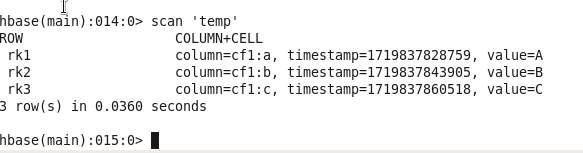 hbase(main):014:0> scan 'temp'
ROW                   COLUMN+CELL
 rk1                  column=cf1:a, timestamp=1719837828759, value=A
 rk2                  column=cf1:b, timestamp=1719837843905, value=B
 rk3                  column=cf1:c, timestamp=1719837860518, value=C
3 row(s) in 0.0360 seconds
hbase(main):015:0>